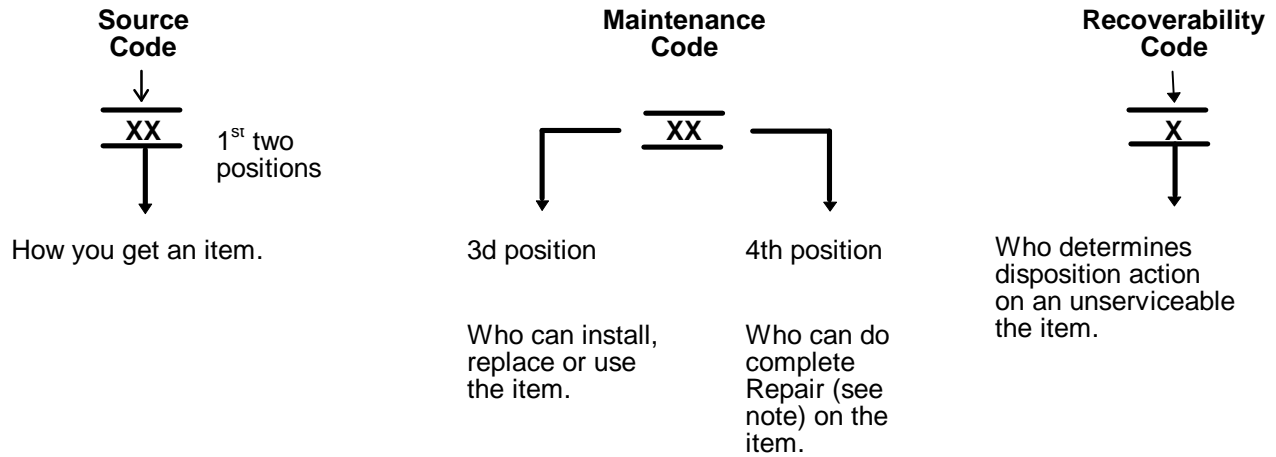 Source
Code
XX
1st two
positions
How you get an item.
Maintenance
Code
XX
3d position
Who can install,
replace or use
the item.
4th position
Who can do
complete
Repair (see
note) on the
item.
Recoverability
Code
X
Who determines
disposition action
on an unserviceable
the item.